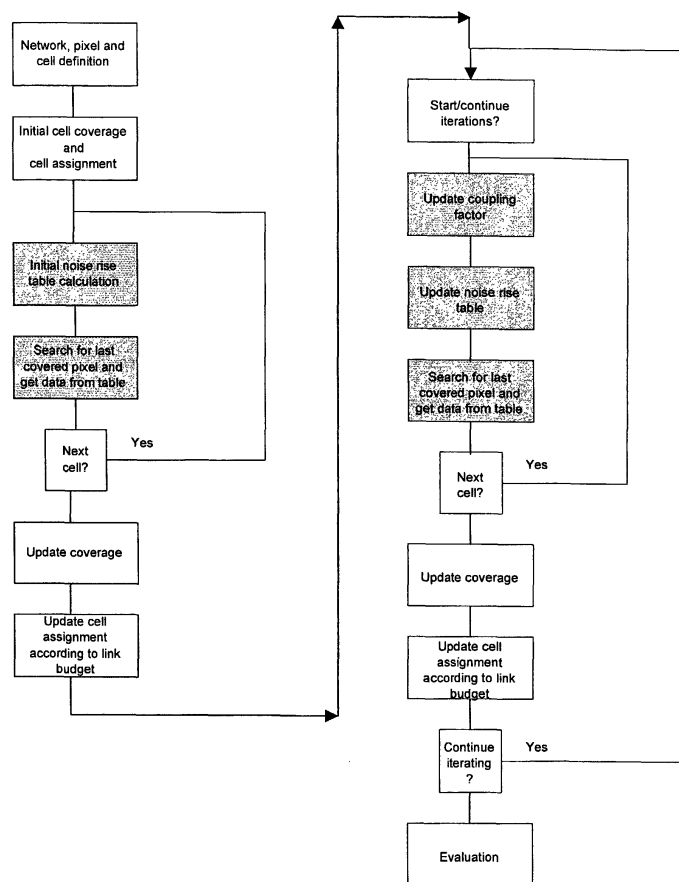 Network, pixel and
cell definition
Initial cell coverage
and
cell assignment
Initial noise rise
table calculation
Search for last
covered pixel and
get data from table
Next
cell?
Yes
Update coverage
Update cell
assignment
according to link
budget
Start/continue
iterations?
Update coupling
factor
Update noise rise
table
Search for last
covered pixel and
get data from table
Next
cell?
Yes
Update coverage
Update cell
assignment
according to link
budget
Continue
iterating
?
Yes
Evaluation